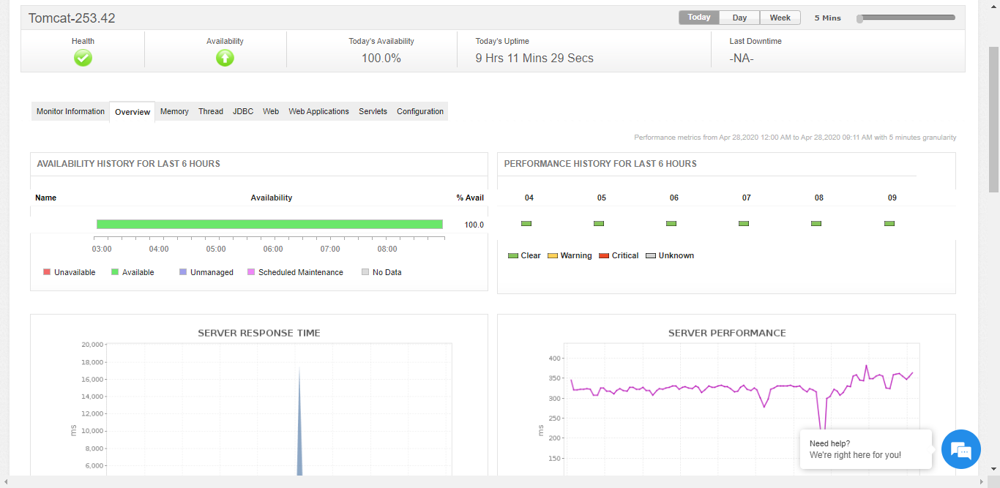 Tomcat-253.42
Today Day Week 5 Mins
Health Availability Today's Availability Today's Uptime Last Downtime
100.0% 9 Hrs 11 Mins 29 Secs -NA-
Monitor Information Overview Memory Thread JDBC Web Web Applications Servlets Configuration
Performance metrics from Apr 28,2020 12:00 AM to Apr 28,2020 09:11 AM with 5 minutes granularity
AVAILABILITY HISTORY FOR LAST 6 HOURS
Name Availability % Avail
100.0
03:00 04:00 05:00 06:00 07:00 08:00
Unavailable Available Unmanaged Scheduled Maintenance No Data
PERFORMANCE HISTORY FOR LAST 6 HOURS
04 05 06 07 08 09
Clear Warning Critical Unknown
SERVER RESPONSE TIME
20,000
18,000
16,000
14,000
12,000
10,000
8,000
6,000
ms
SERVER PERFORMANCE
400
350
300
250
200
150
ms
Need help?
We're right here for you!